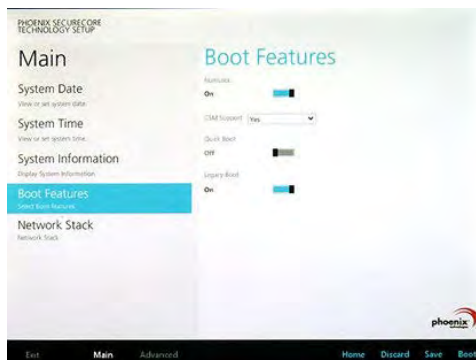 PHOENIX SECURECORE
TECHNOLOGY SETUP
Main
System Date
View or set system date.
System Time
View or set system time.
System Information
Display System Information.
Boot Features
Select Boot features.
Network Stack
Network Stack
Boot Features
NumLock
On
CSM Support Yes
Quick Boot
Off
Legacy Boot
On
phoenix
Exit Main Advanced Home Discard Save Boot